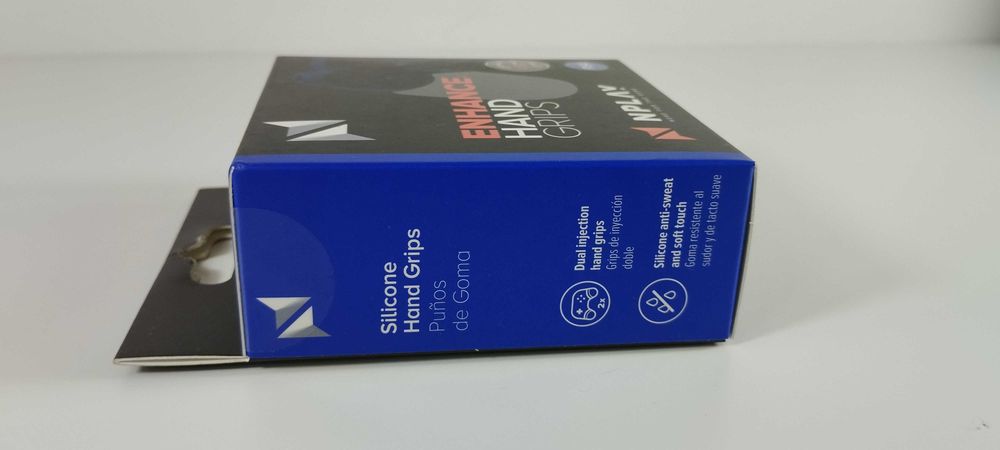 ENHANCE
HAND
GRIPS
NPLAY
Silicone
Hand Grips
Puños
de Goma
Dual injection
hand grips
Grips de inyección
doble
2x
Silicone anti-sweat
and soft touch
Goma resistente al
sudor y de tacto suave